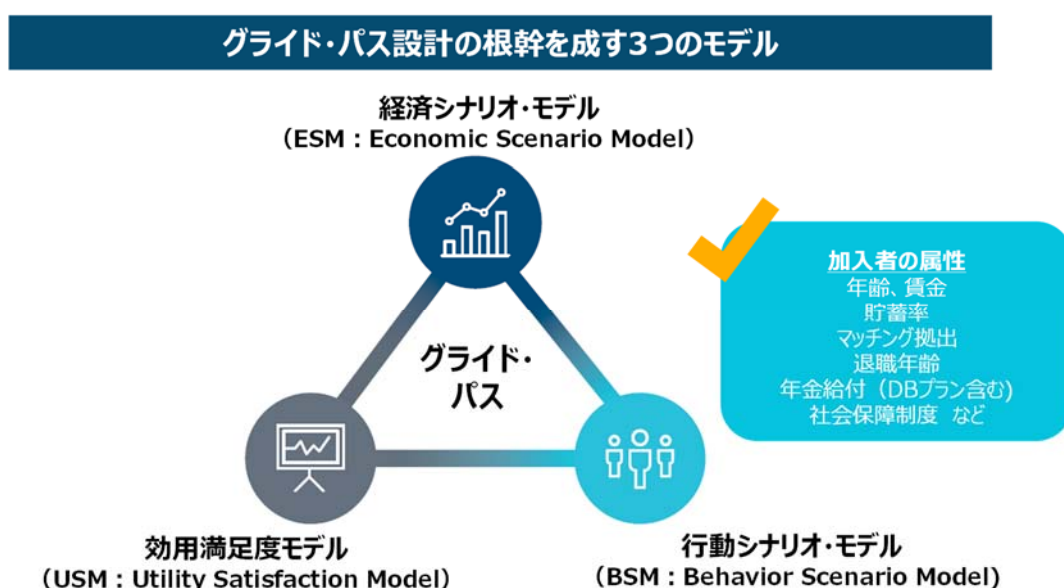 グライド・パス設計の根幹を成す3つのモデル
経済シナリオ・モデル
（ESM：Economic Scenario Model）
加入者の属性
年齢、賃金
貯蓄率
マッチング拠出
退職年齢
年金給付（DBプラン含む）
社会保障制度 など
グライド・
パス
効用満足度モデル
（USM：Utility Satisfaction Model）
行動シナリオ・モデル
（BSM：Behavior Scenario Model）